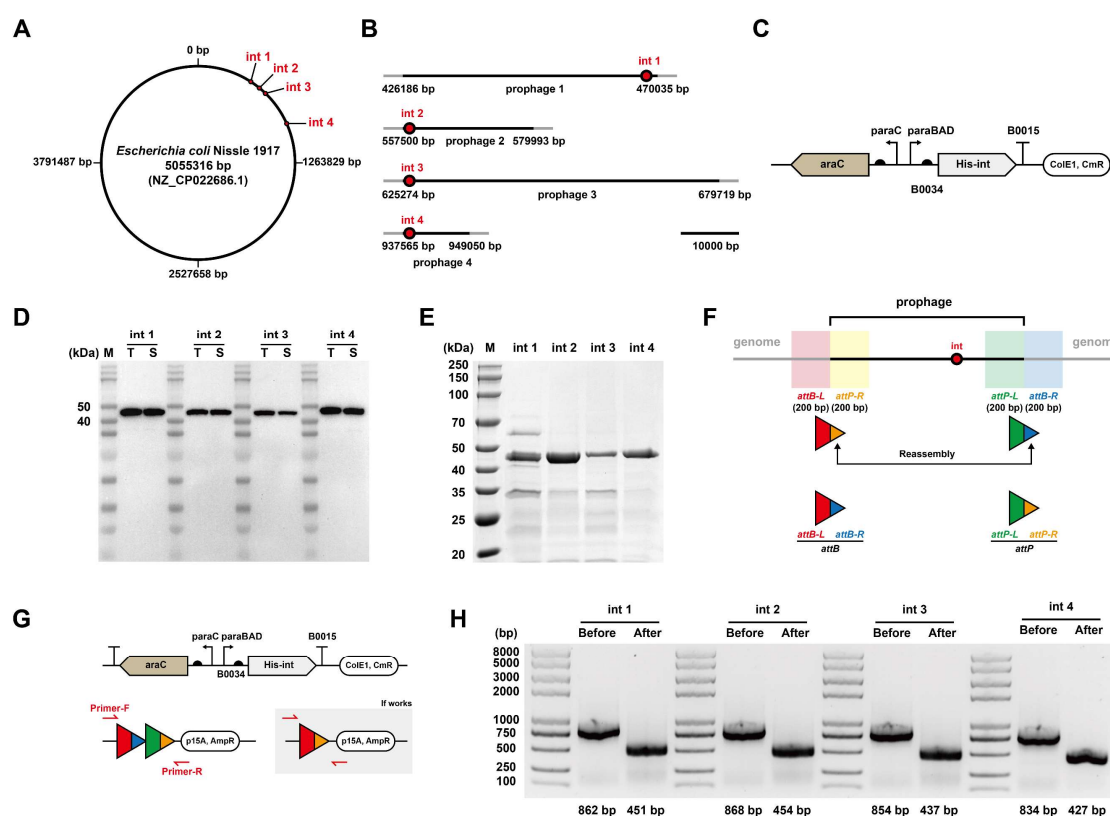 A
0 bp
int 1
int 2
int 3
int 4
Escherichia coli Nissle 1917
5055316 bp
(NZ_CP022686.1)
3791487 bp
1263829 bp
2527658 bp
B
int 1
426186 bp
prophage 1
470035 bp
int 2
557500 bp
prophage 2
579993 bp
int 3
625274 bp
prophage 3
679719 bp
int 4
937565 bp
949050 bp
prophage 4
10000 bp
C
paraC
paraBAD
B0015
araC
His-int
ColE1, CmR
B0034
D
int 1
int 2
int 3
int 4
(kDa)
M
T
S
T
S
T
S
T
S
50
40
E
(kDa)
M
int 1
int 2
int 3
int 4
250
150
100
70
50
40
35
25
20
F
prophage
genome
int
genome
attB-L
attP-R
attP-L
attB-R
(200 bp)
(200 bp)
(200 bp)
(200 bp)
Reassembly
attB-L
attB-R
attP-L
attP-R
attB
attP
G
paraC
paraBAD
B0015
araC
His-int
ColE1, CmR
B0034
If works
Primer-F
p15A, AmpR
p15A, AmpR
Primer-R
H
int 1
int 2
int 3
int 4
(bp)
Before
After
Before
After
Before
After
Before
After
8000
5000
3000
2000
1000
750
500
250
100
862 bp
451 bp
868 bp
454 bp
854 bp
437 bp
834 bp
427 bp